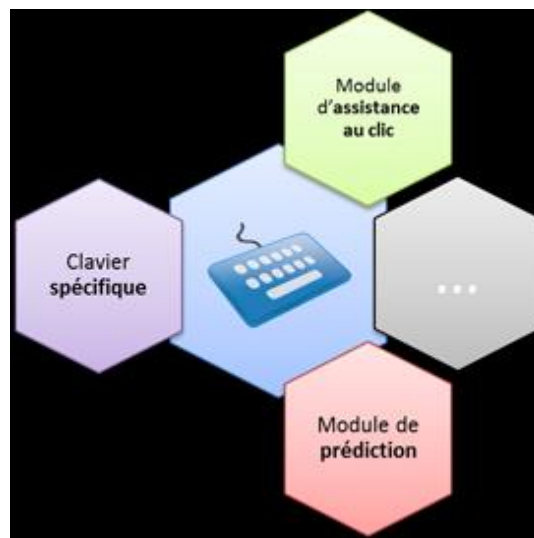 Module
d'assistance
au clic
Clavier
spécifique
...
Module de
prédiction